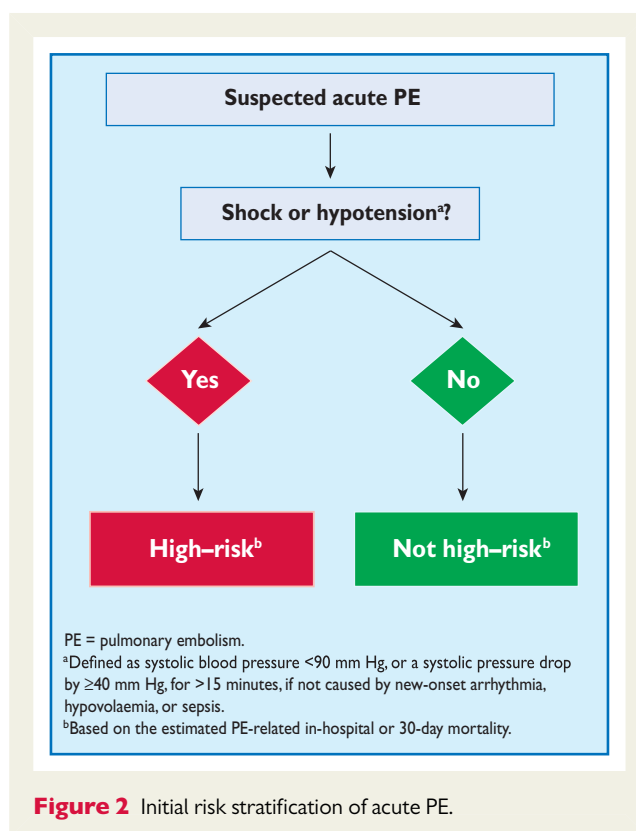 Suspected acute PE
Shock or hypotensionᵃ?
Yes
No
High–riskᵇ
Not high–riskᵇ
PE = pulmonary embolism.
ᵃDefined as systolic blood pressure <90 mm Hg, or a systolic pressure drop
by ≥40 mm Hg, for >15 minutes, if not caused by new-onset arrhythmia,
hypovolaemia, or sepsis.
ᵇBased on the estimated PE-related in-hospital or 30-day mortality.
Figure 2 Initial risk stratification of acute PE.